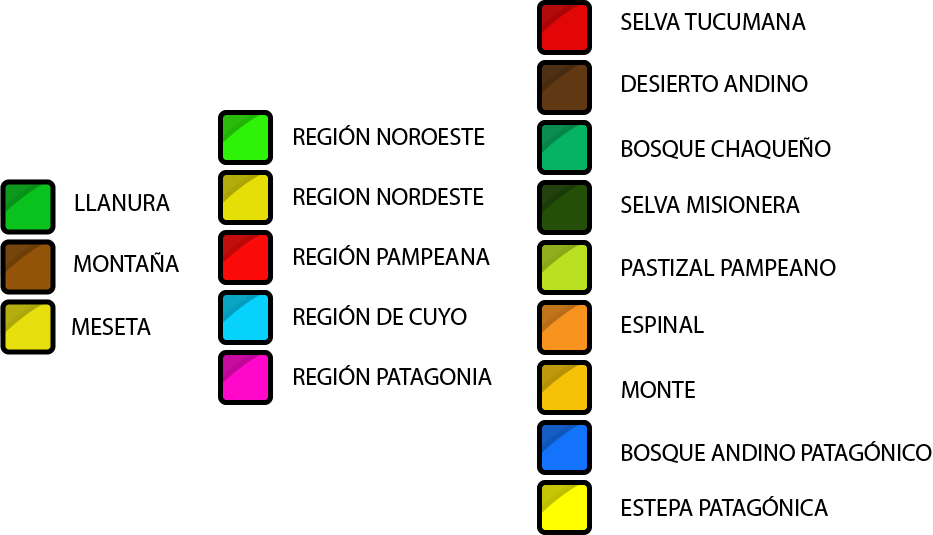 LLANURA
MONTAÑA
MESETA
REGIÓN NOROESTE
REGION NORDESTE
REGIÓN PAMPEANA
REGIÓN DE CUYO
REGIÓN PATAGONIA
SELVA TUCUMANA
DESIERTO ANDINO
BOSQUE CHAQUEÑO
SELVA MISIONERA
PASTIZAL PAMPEANO
ESPINAL
MONTE
BOSQUE ANDINO PATAGÓNICO
ESTEPA PATAGÓNICA